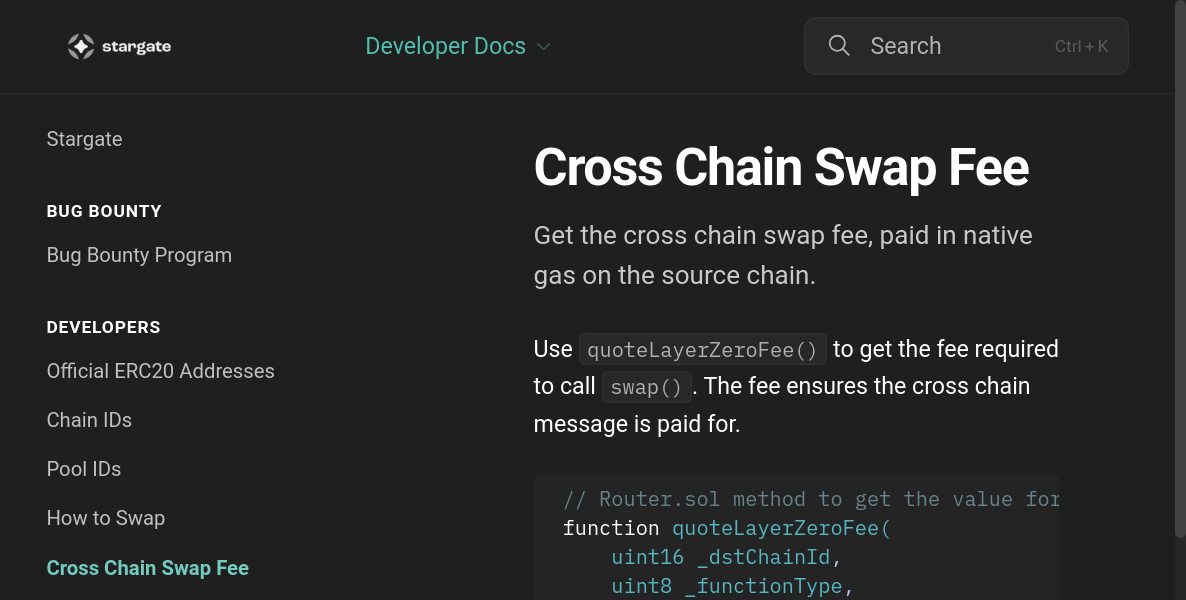 stargate
Developer Docs
Search
Ctrl + K
Stargate
BUG BOUNTY
Bug Bounty Program
DEVELOPERS
Official ERC20 Addresses
Chain IDs
Pool IDs
How to Swap
Cross Chain Swap Fee
Cross Chain Swap Fee
Get the cross chain swap fee, paid in native
gas on the source chain.
Use quoteLayerZeroFee() to get the fee required
to call swap(). The fee ensures the cross chain
message is paid for.
// Router.sol method to get the value for
function quoteLayerZeroFee(
uint16 _dstChainId,
uint8 _functionType,